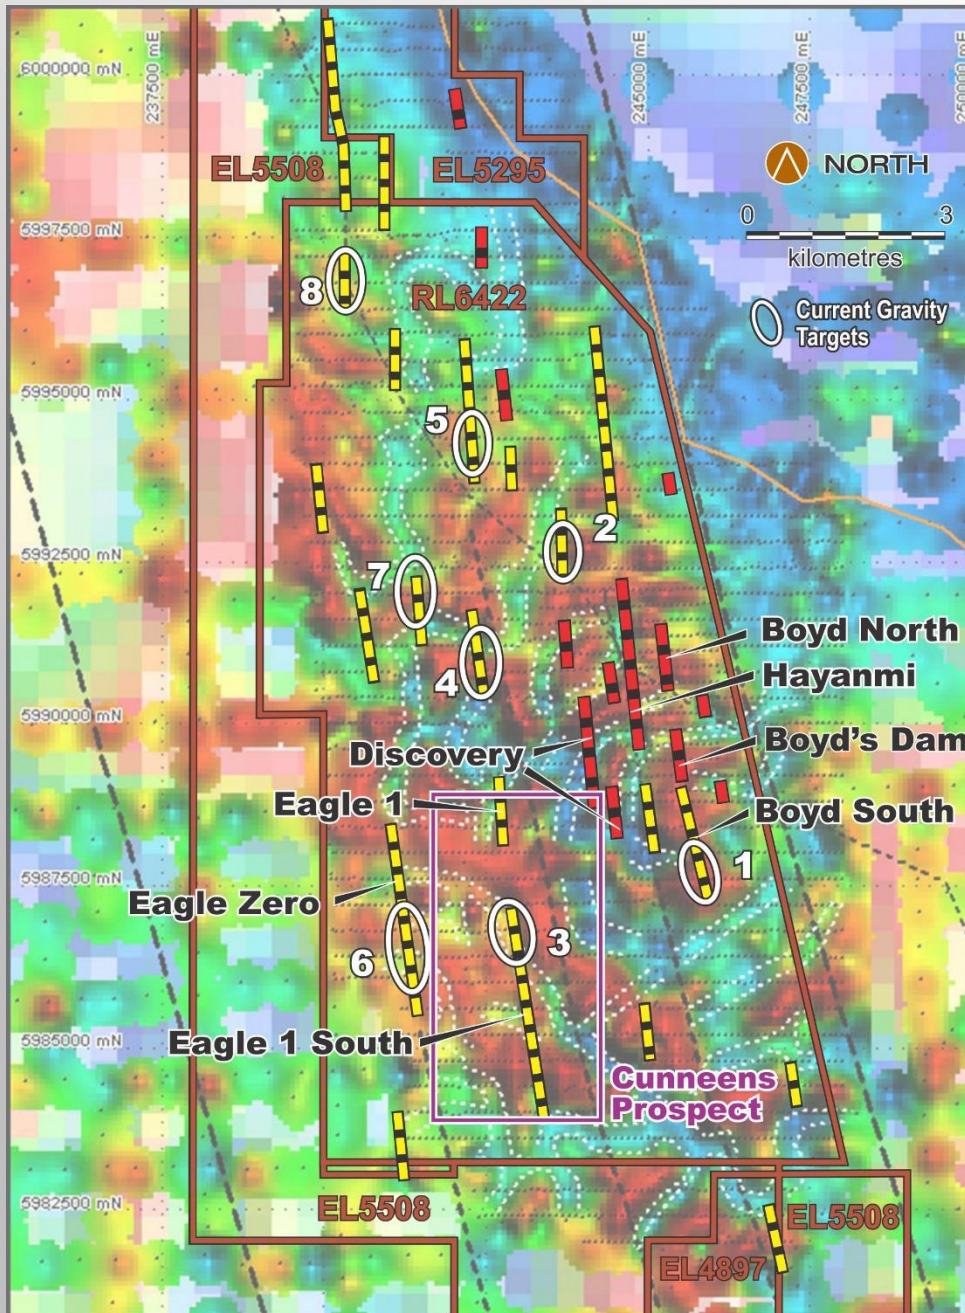 237500 mE
245000 mE
247500 mE
6000000 mN
EL5508
EL5295
NORTH
5997500 mN
0
3
kilometres
8
RL6422
Current Gravity
Targets
5995000 mN
5
2
5992500 mN
7
Boyd North
4
Hayanmi
5990000 mN
Discovery
Boyd's Dam
Eagle 1
Boyd South
1
5987500 mN
Eagle Zero
3
6
Eagle 1 South
5985000 mN
Cunneens
Prospect
5982500 mN
EL5508
EL5508
EL4897